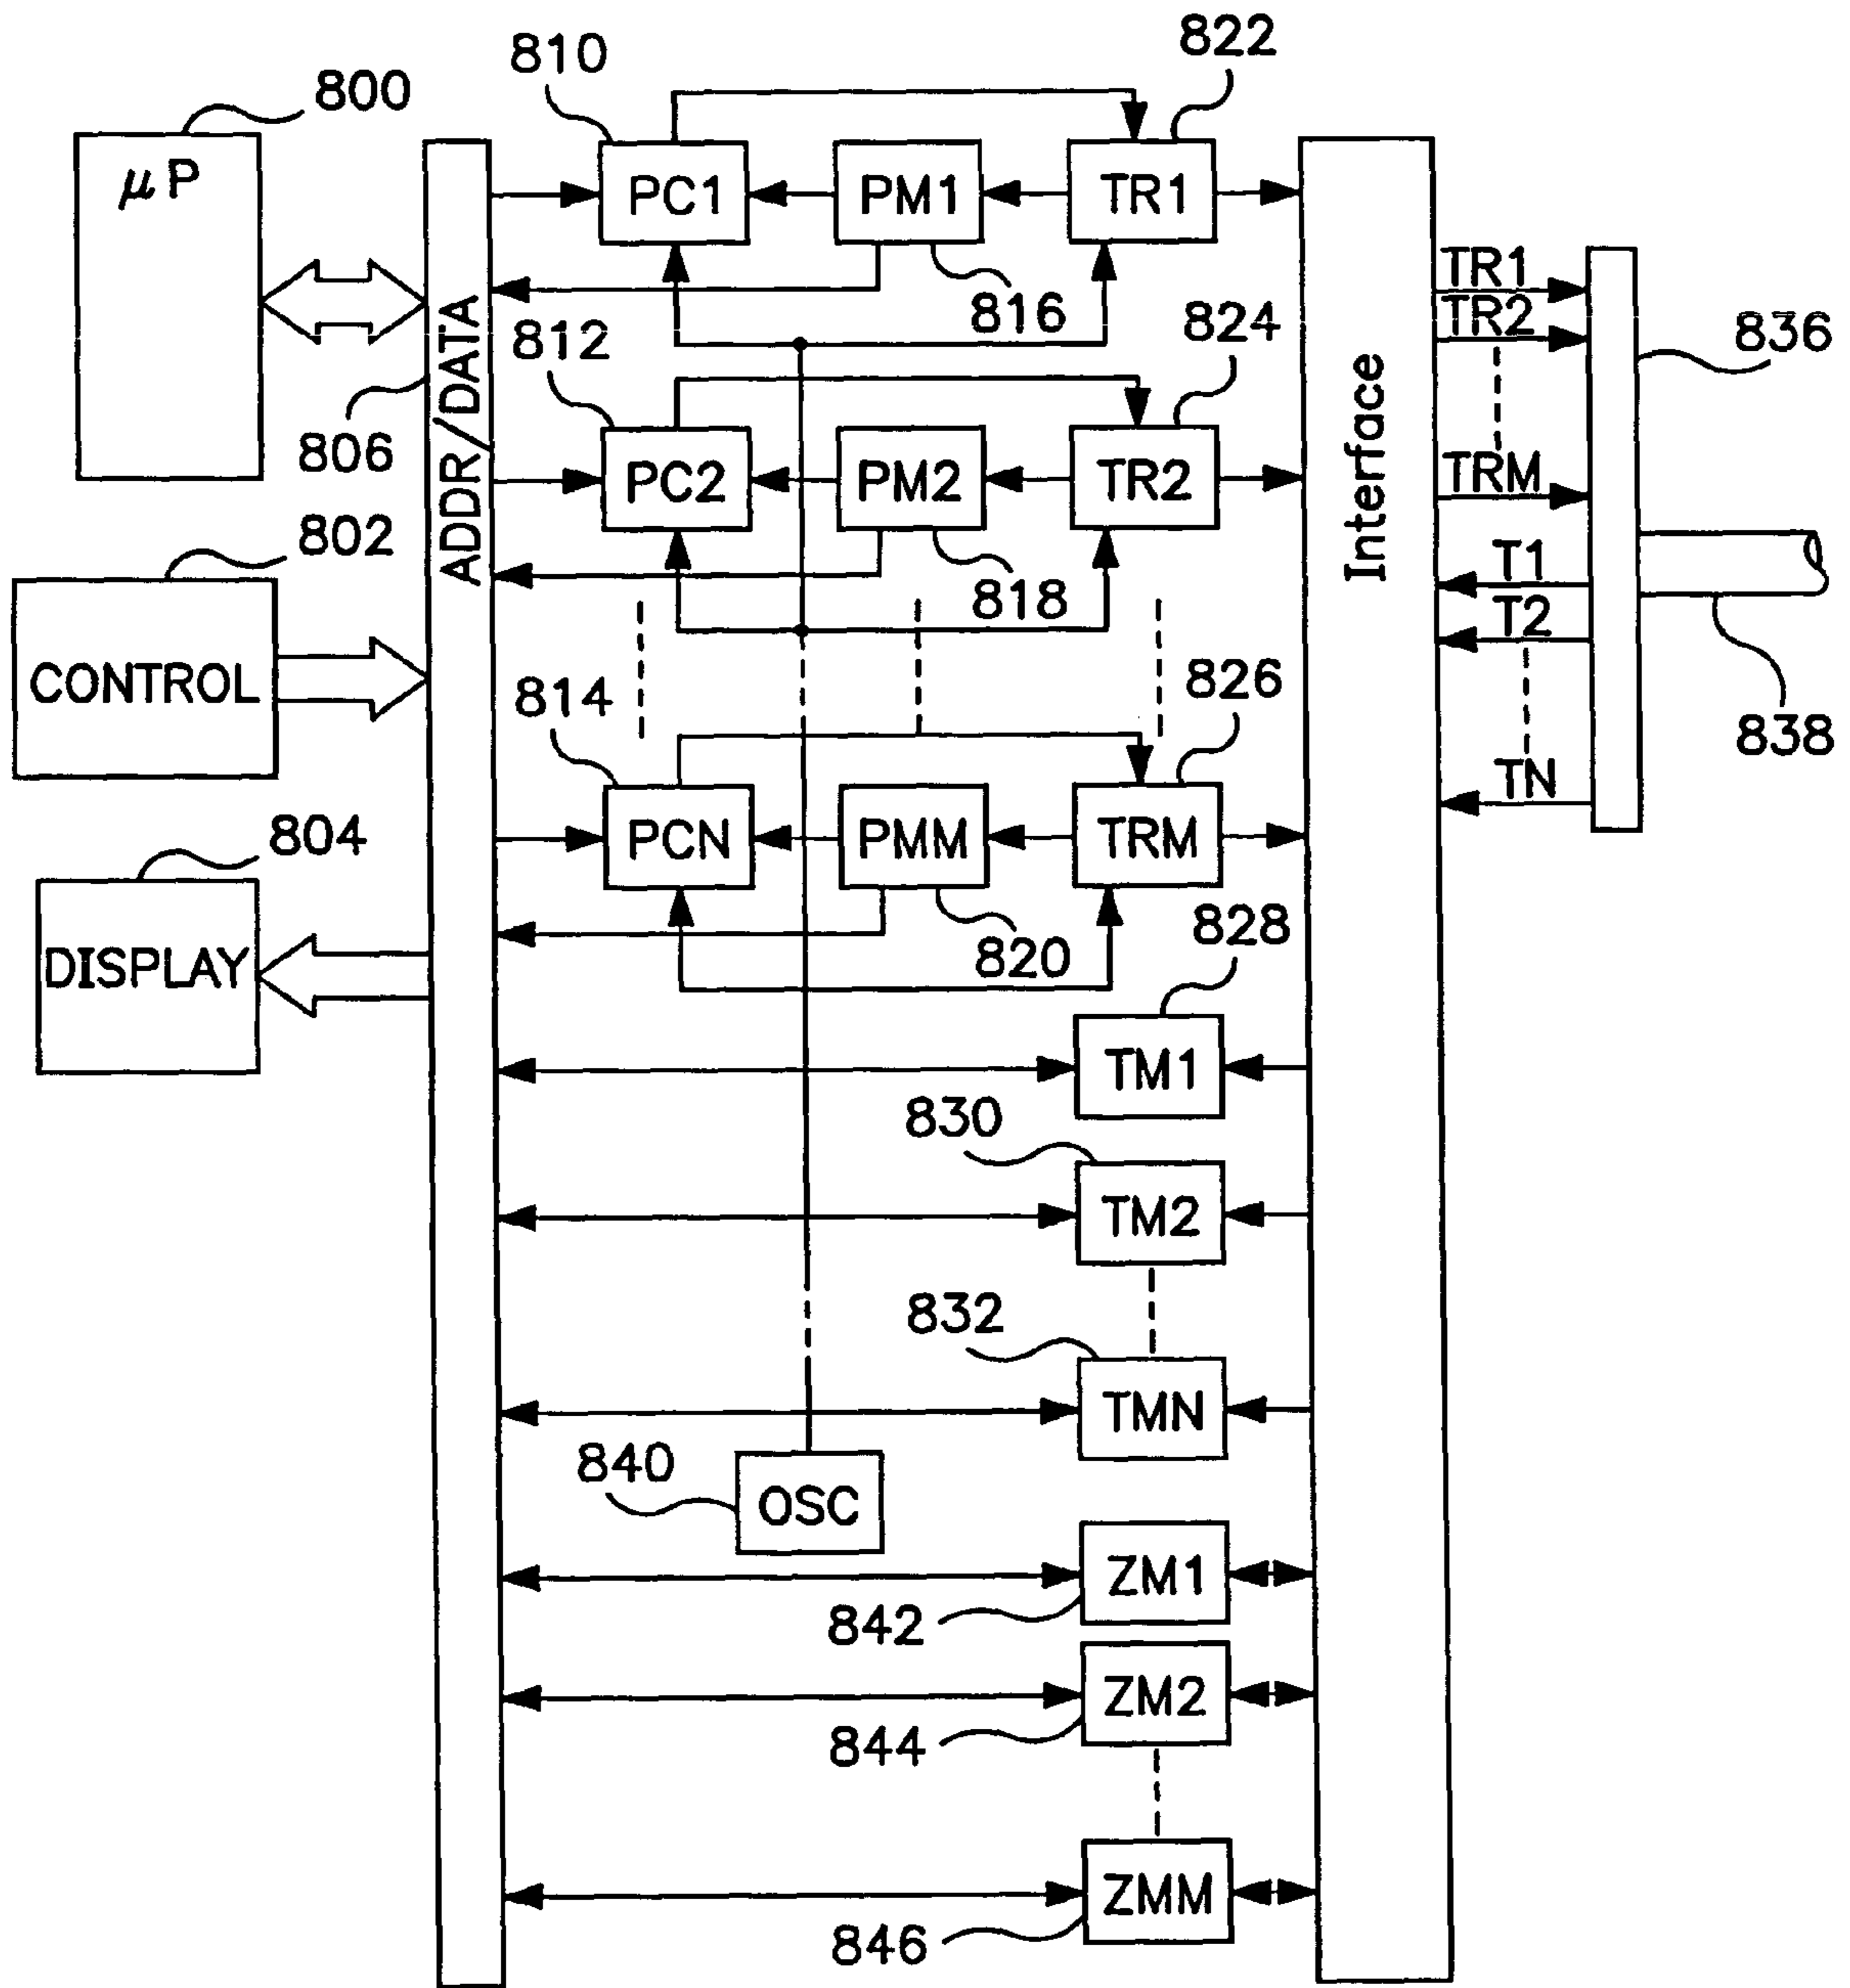 810
822
800
μP
PC1
PM1
TR1
TR1
816
824
TR2
836
812
806
ADDR/DATA
Interface
PC2
PM2
TR2
TRM
802
818
T1
T2
CONTROL
814
826
838
TN
804
PCN
PMM
TRM
828
DISPLAY
820
TM1
830
TM2
832
TMN
840
OSC
ZM1
842
ZM2
844
ZMM
846